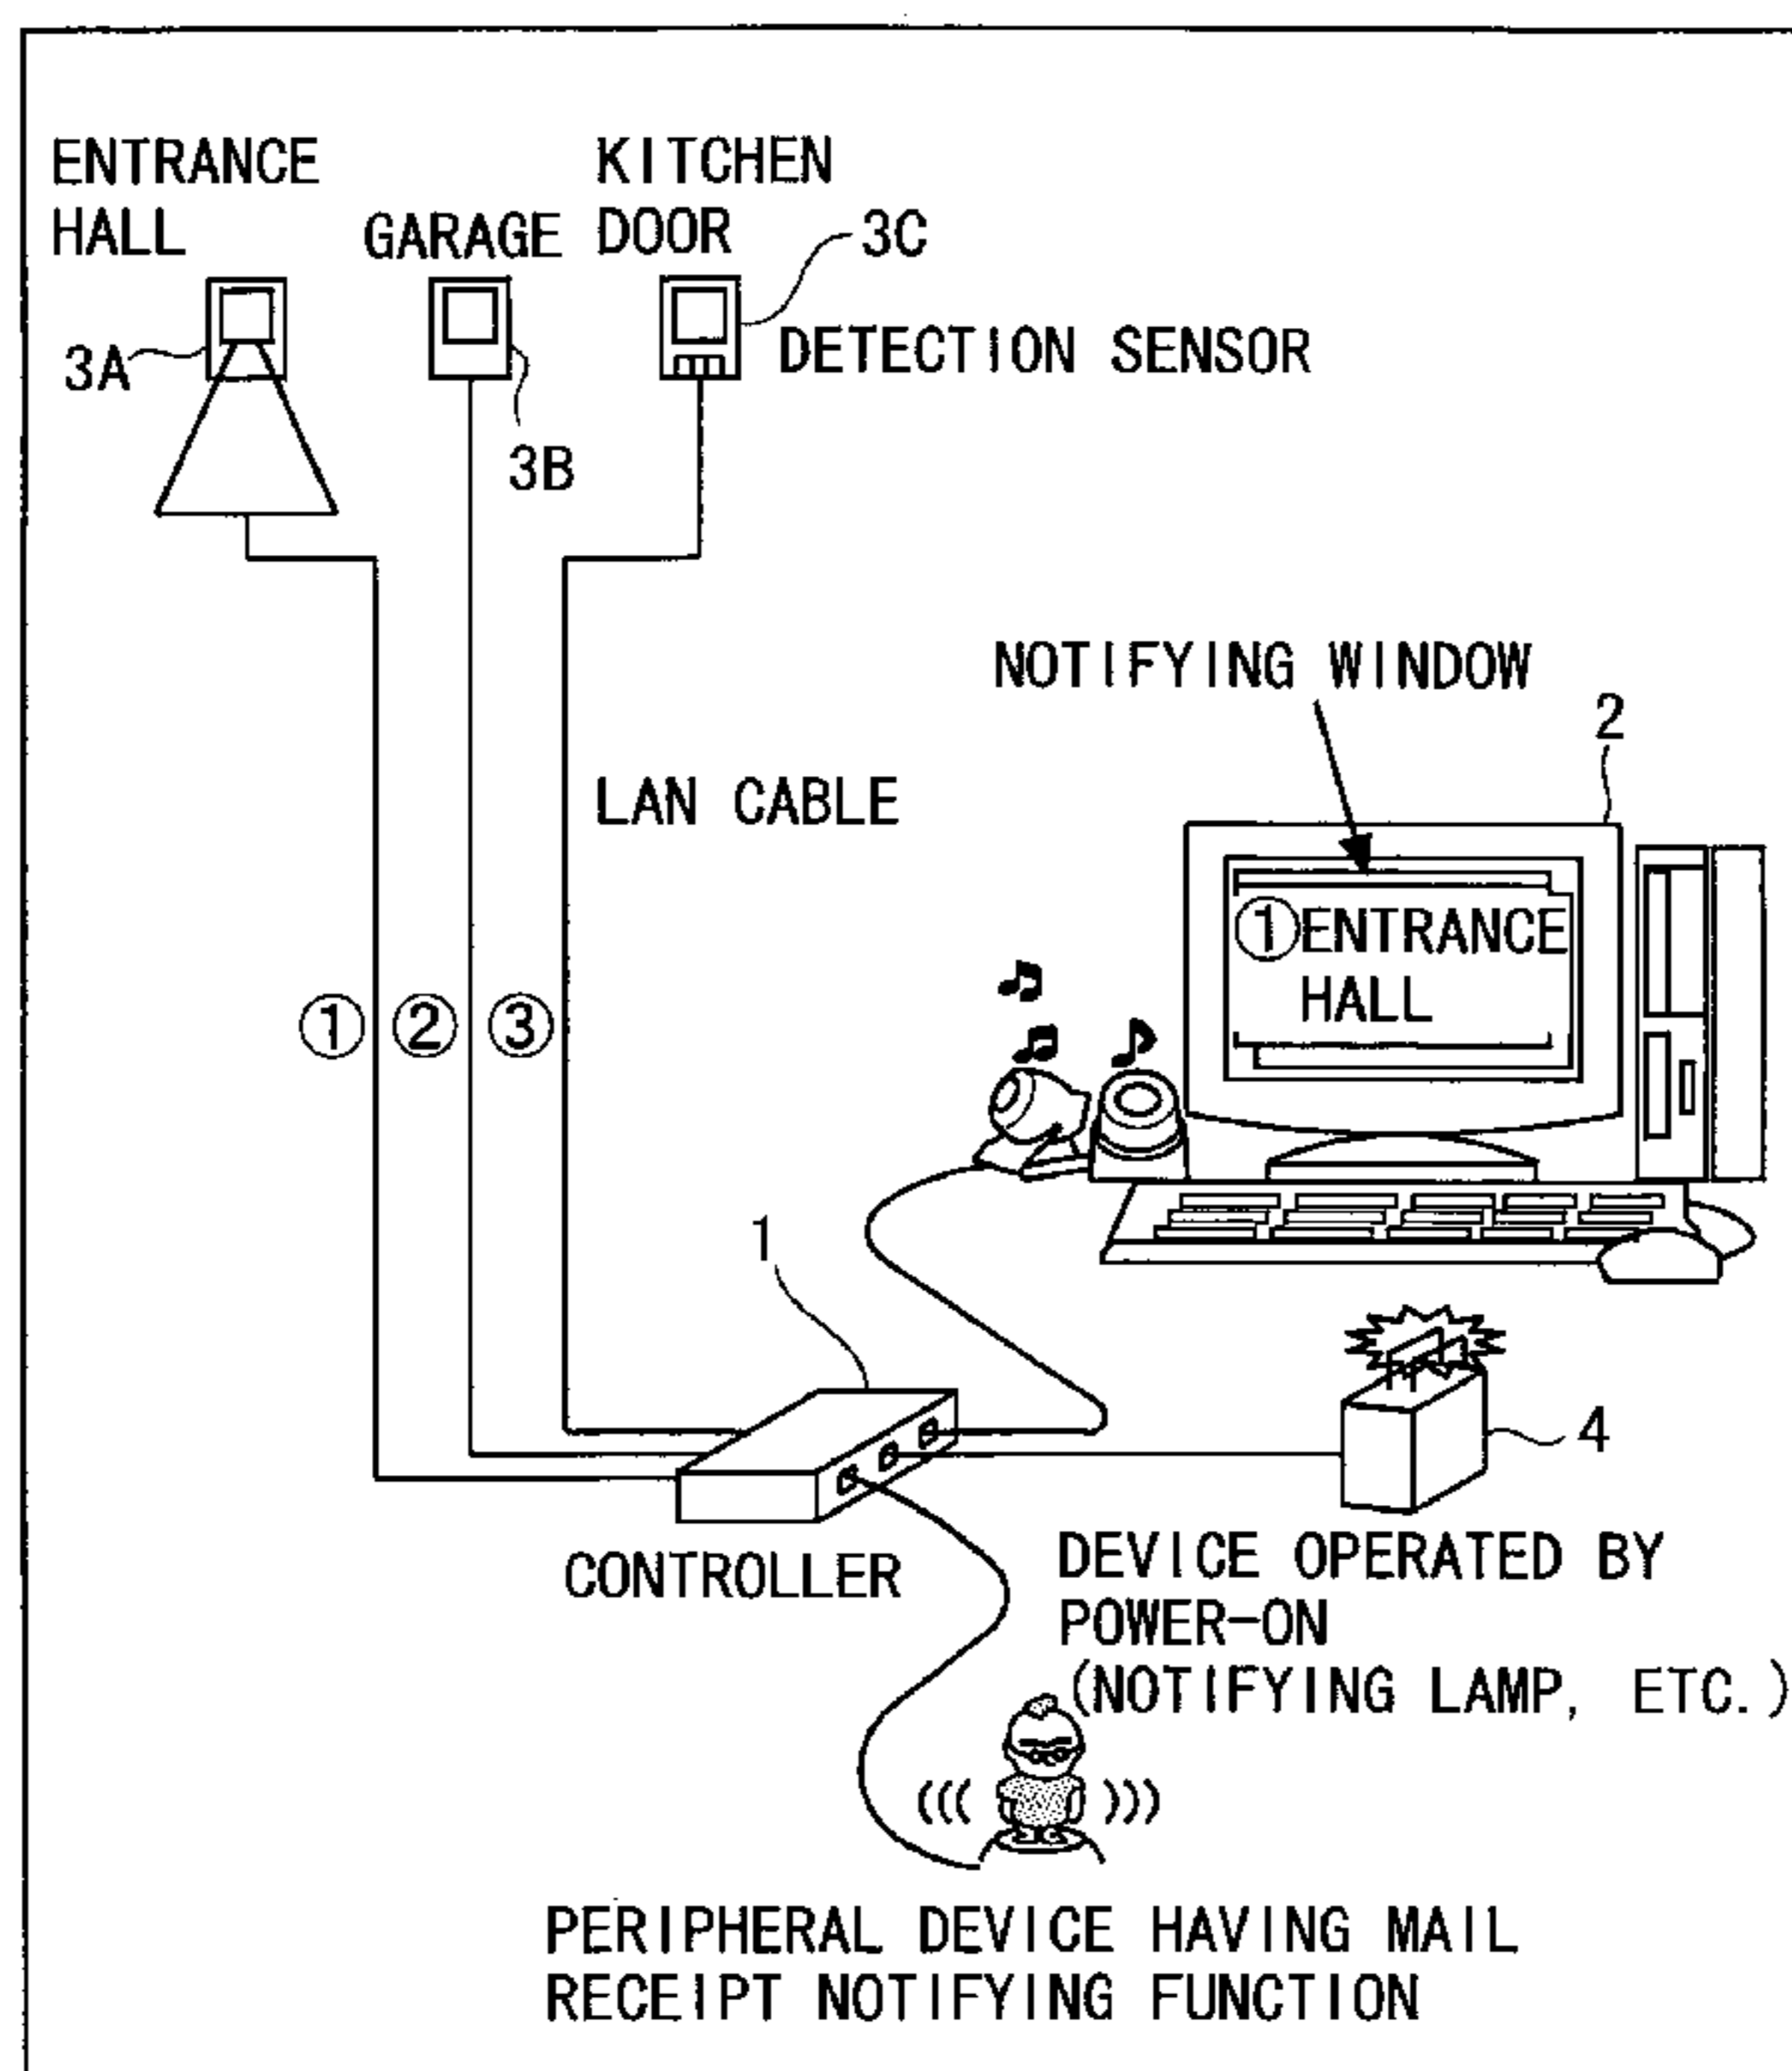 ENTRANCE
HALL
GARAGE
KITCHEN
DOOR
3C
3A
DETECTION SENSOR
3B
NOTIFYING WINDOW
2
LAN CABLE
①ENTRANCE
HALL
① ② ③
1
4
CONTROLLER
DEVICE OPERATED BY
POWER-ON
(NOTIFYING LAMP, ETC.)
PERIPHERAL DEVICE HAVING MAIL
RECEIPT NOTIFYING FUNCTION